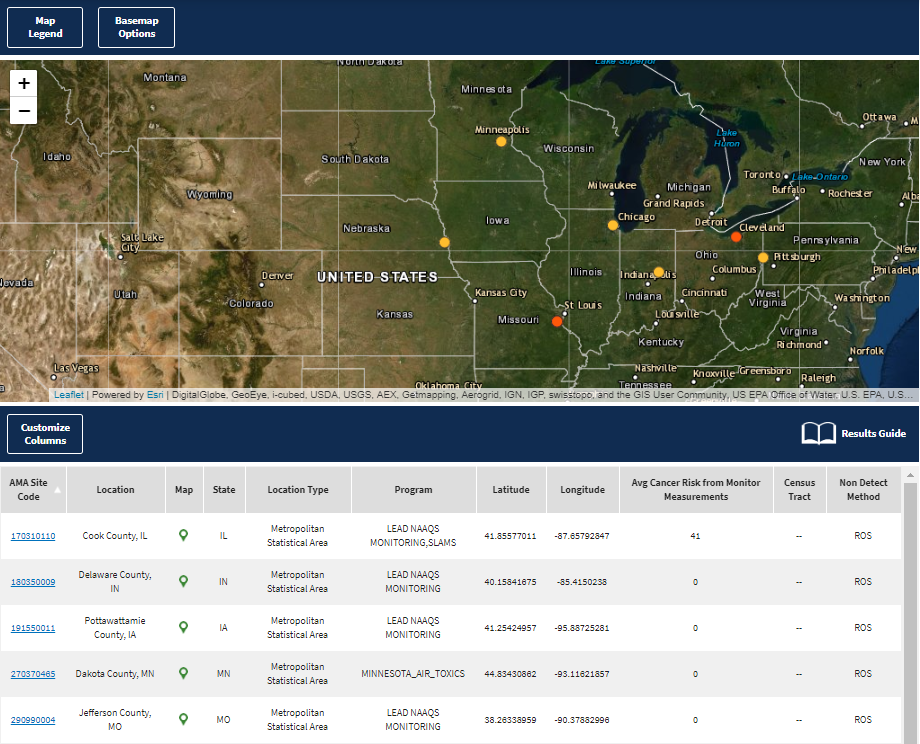 Map
Legend
Basemap
Options
+
−
North Dakota
Lake Superior
Montana
Minnesota
Ottawa
Minneapolis
Lake
Huron
Wisconsin
Idaho
South Dakota
New York
Toronto
Lake Ontario
Milwaukee
Michigan
Buffalo
Rochester
Wyoming
Grand Rapids
Chicago
Detroit
Cleveland
Iowa
Nebraska
Salt Lake
City
Pennsylvania
Ohio
Pittsburgh
New
Denver
UNITED STATES
Illinois
Columbus
Utah
Kansas City
Indiana
Cincinnati
West
Virginia
Washington
Colorado
St Louis
Kansas
Missouri
Louisville
Virginia
Kentucky
Richmond
Norfolk
Las Vegas
Nashville
Knoxville
Greensboro
Raleigh
Oklahoma City
Tennessee
Leaflet | Powered by Esri | DigitalGlobe, GeoEye, i-cubed, USDA, USGS, AEX, Getmapping, Aerogrid, IGN, IGP, swisstopo, and the GIS User Community, US EPA Office of Water, U.S. EPA, U.S...
Customize
Columns
Results Guide
AMA Site
Code
Location
Map
State
Location Type
Program
Latitude
Longitude
Avg Cancer Risk from Monitor
Measurements
Census
Tract
Non Detect
Method
170310110
Cook County, IL
IL
Metropolitan
Statistical Area
LEAD NAAQS
MONITORING,SLAMS
41.85577011
-87.65792847
41
--
ROS
180350009
Delaware County,
IN
IN
Metropolitan
Statistical Area
LEAD NAAQS
MONITORING
40.15841675
-85.4150238
0
--
ROS
191550011
Pottawattamie
County, IA
IA
Metropolitan
Statistical Area
LEAD NAAQS
MONITORING
41.25424957
-95.88725281
0
--
ROS
270370465
Dakota County, MN
MN
Metropolitan
Statistical Area
MINNESOTA_AIR_TOXICS
44.83430862
-93.11621857
0
--
ROS
290990004
Jefferson County,
MO
MO
Metropolitan
Statistical Area
LEAD NAAQS
MONITORING
38.26338959
-90.37882996
0
--
ROS